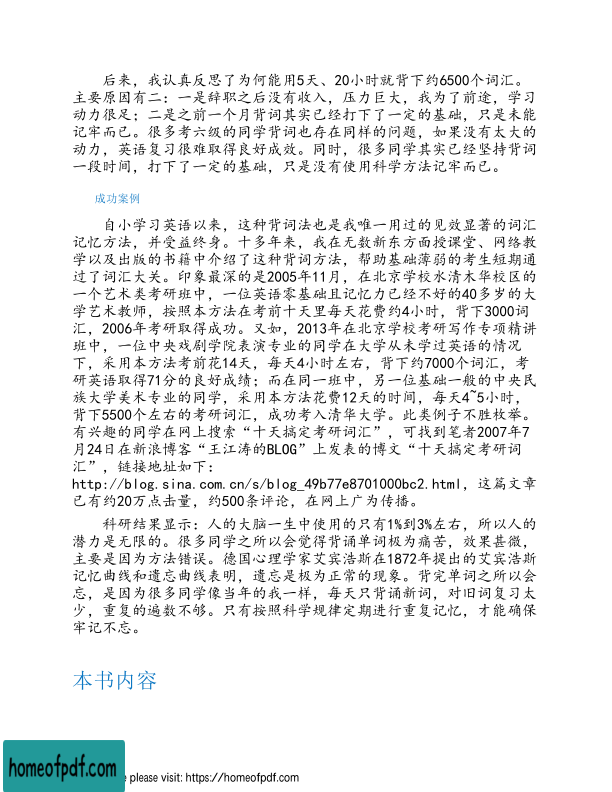 后来，我认真反思了为何能用5天、20小时就背下约6500个词汇。
主要原因有二：一是辞职之后没有收入，压力巨大，我为了前途，学习
动力很足；二是之前一个月背词其实已经打下了一定的基础，只是未能
记牢而已。很多考六级的同学背词也存在同样的问题，如果没有太大的
动力，英语复习很难取得良好成效。同时，很多同学其实已经坚持背词
一段时间，打下了一定的基础，只是没有使用科学方法记牢而已。
成功案例
自小学习英语以来，这种背词法也是我唯一用过的见效显著的词汇
记忆方法，并受益终身。十多年来，我在无数新东方面授课堂、网络教
学以及出版的书籍中介绍了这种方法，帮助基础薄弱的考生短期通
过了词汇大关。印象最深的是2005年11月，在北京学校水清木华校区的
一个艺术类考研班中，一位英语零基础且记忆力已经不好的40多岁的大
学艺术教师，按照本方法在考前十天里每天花费约4小时，背下3000词
汇，2006年考研取得成功。又如，2013年在北京学校考研写作专项精讲
班中，一位中央戏剧学院表演专业的同学在大学从未学过英语的情况
下，采用本方法考前花14天，每天4小时左右，背下约7000个词汇，考
研英语取得71分的良好成绩；而在同一班中，另一位基础一般的中央民
族大学美术专业的同学，采用本方法花费12天的时间，每天4~5小时，
背下5500个左右的考研词汇，成功考入清华大学。此类例子不胜枚举。
有兴趣的同学在网上搜索“十天搞定考研词汇”，可找到笔者2007年7
月24日在新浪博客“王江涛的BLOG”上发表的博文“十天搞定考研词
汇”，链接地址如下：
http://blog.sina.com.cn/s/blog_49b77e8701000bc2.html，这篇文章
已有约20万点击量，约500条评论，在网上广为传播。
科研结果显示：人的大脑一生中使用的只有1%到3%左右，所以人的
潜力是无限的。很多同学之所以会觉得背诵单词极为痛苦，效果甚微，
主要是因为方法错误。德国心理学家艾宾浩斯在1872年提出的艾宾浩斯
记忆曲线和遗忘曲线表明，遗忘是极为正常的现象。背完单词之所以会
忘，是因为很多同学像当年的我一样，每天只背诵新词，对旧词复习太
少，重复的遍数不够。只有按照科学规律定期进行重复记忆，才能确保
牢记不忘。
本书内容
homeofpdf.com
e please visit: https://homeofpdf.com